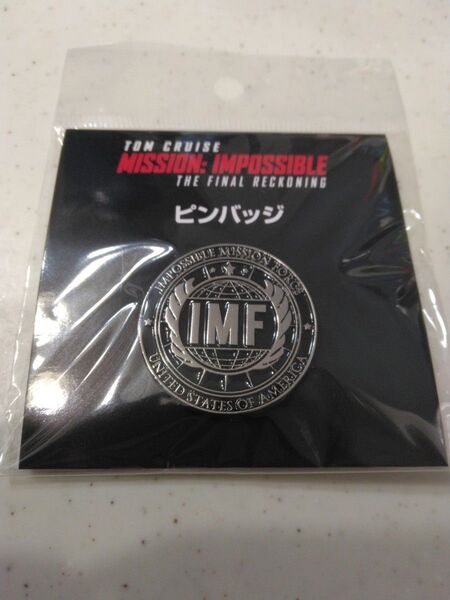 TOM CRUISE
MISSION: IMPOSSIBLE
THE FINAL RECKONING
ピンバッジ
IMPOSSIBLE MISSION FORCE
IMF
UNITED STATES OF AMERICA